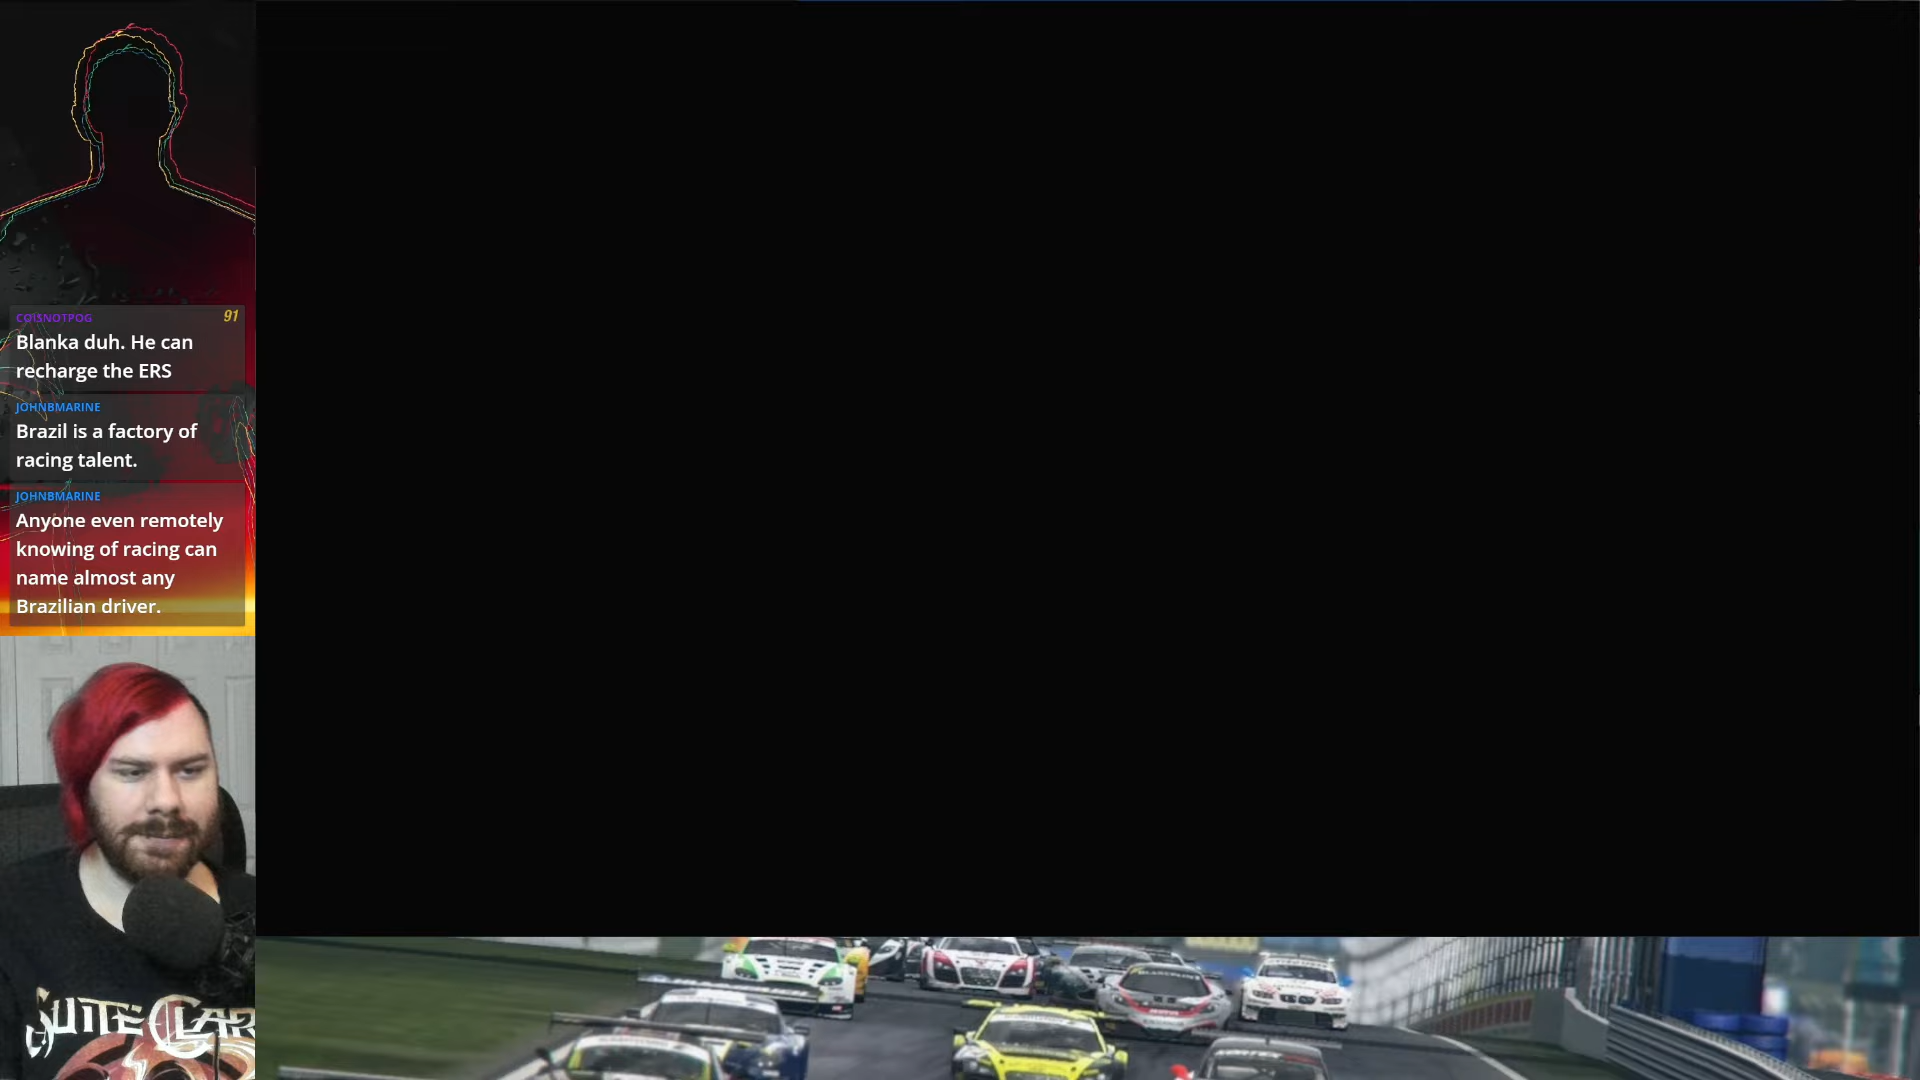 COISNOTPOG
91
Blanka duh. He can
recharge the ERS
JOHNBMARINE
Brazil is a factory of
racing talent.
JOHNBMARINE
Anyone even remotely
knowing of racing can
name almost any
Brazilian driver.